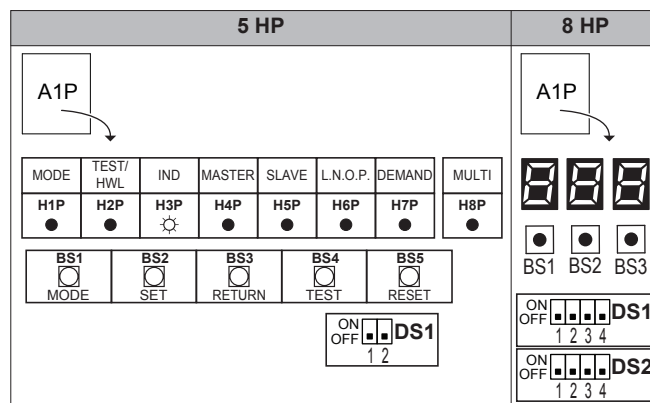 5 HP
8 HP
A1P
MODE TEST/HWL IND MASTER SLAVE L.N.O.P. DEMAND MULTI
H1P H2P H3P H4P H5P H6P H7P H8P
BS1 BS2 BS3 BS4 BS5
MODE SET RETURN TEST RESET
ON
OFF
DS1
1 2
A1P
888
BS1 BS2 BS3
ON
OFF
DS1
1 2 3 4
ON
OFF
DS2
1 2 3 4